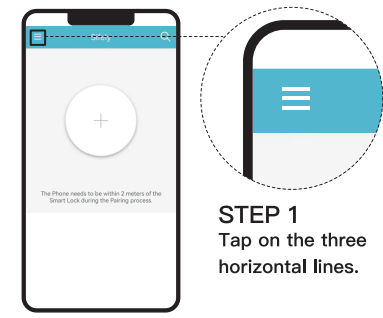 The Phone needs to be within 2 meters of the
Smart Lock during the Pairing process.
STEP 1
Tap on the three
horizontal lines.